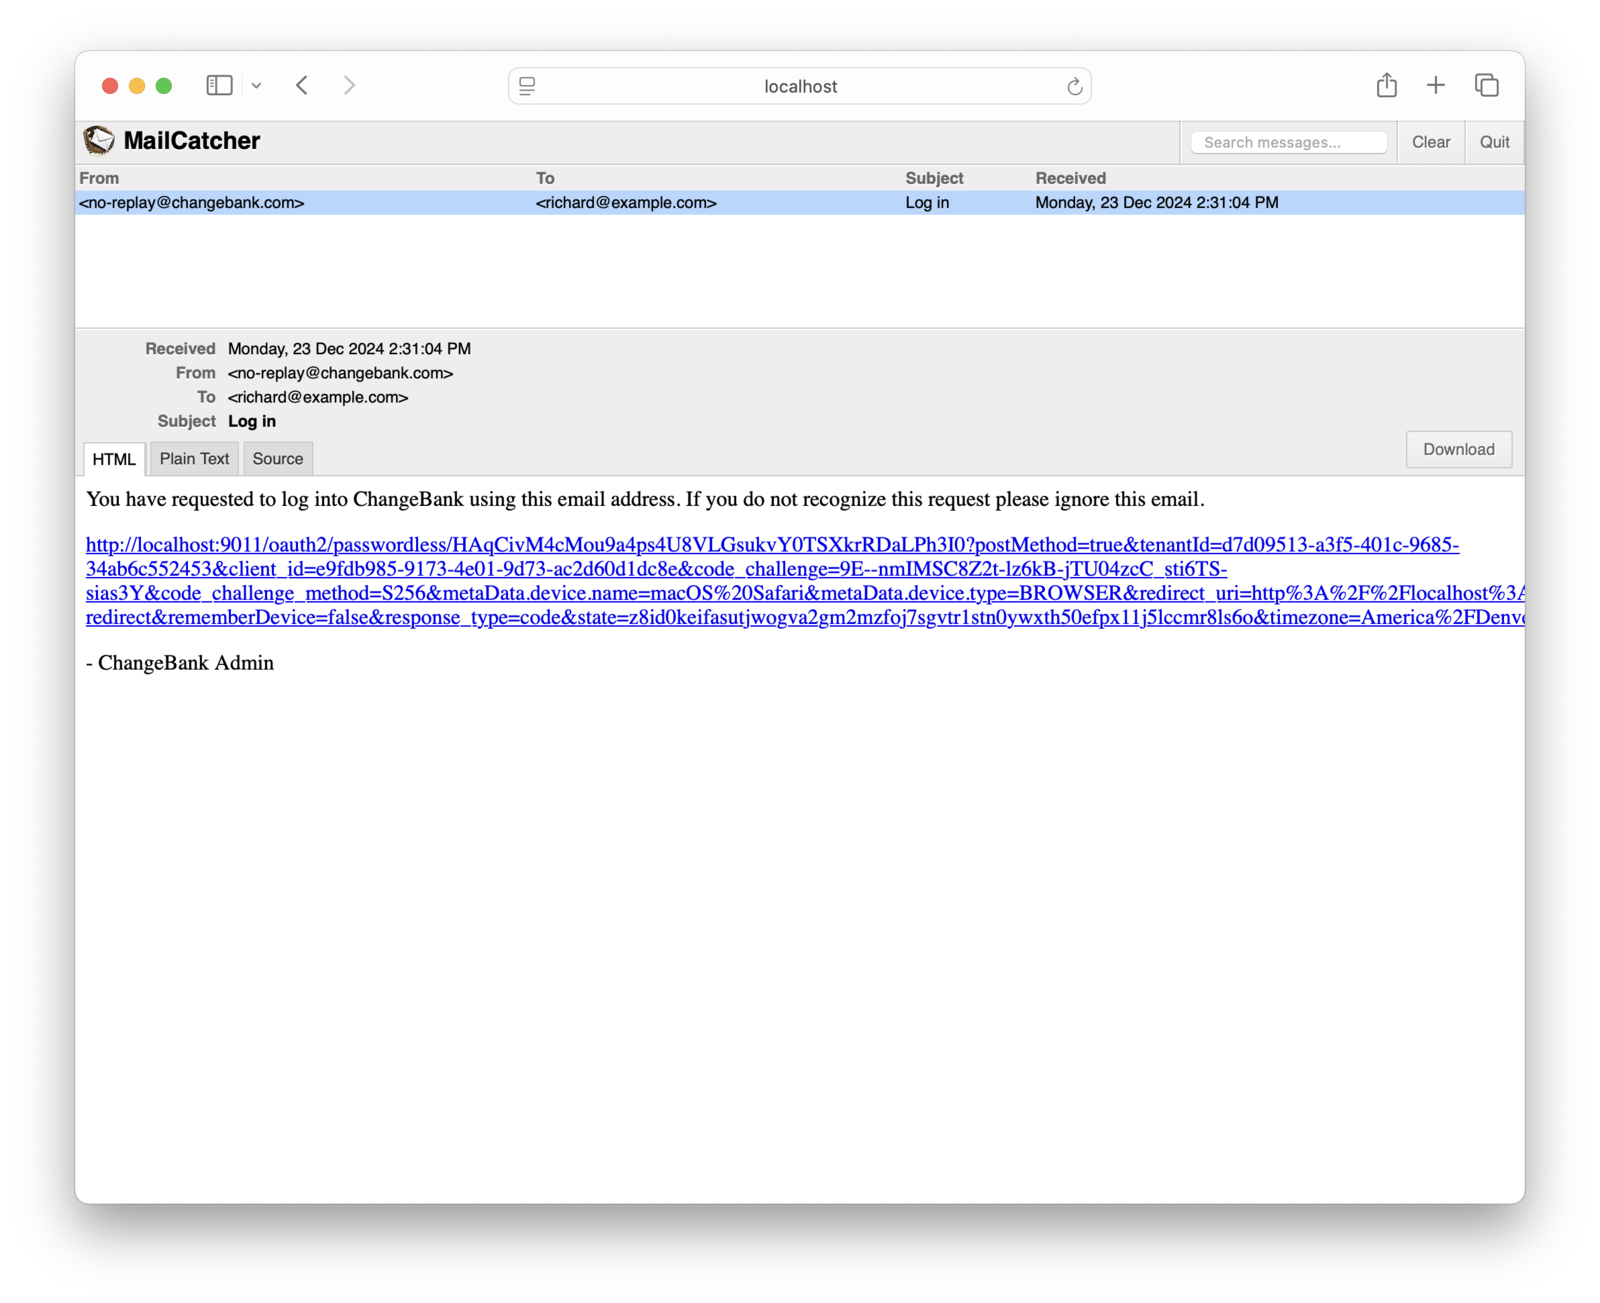 localhost
MailCatcher
Search messages... Clear Quit
From To Subject Received
<no-replay@changebank.com> <richard@example.com> Log in Monday, 23 Dec 2024 2:31:04 PM
Received Monday, 23 Dec 2024 2:31:04 PM
From <no-replay@changebank.com>
To <richard@example.com>
Subject Log in
HTML Plain Text Source Download
You have requested to log into ChangeBank using this email address. If you do not recognize this request please ignore this email.
http://localhost:9011/oauth2/passwordless/HAqCivM4cMou9a4ps4U8VLGsukvY0TSXkrRDaLPh3I0?postMethod=true&tenantId=d7d09513-a3f5-401c-9685-
34ab6c552453&client_id=e9fdb985-9173-4e01-9d73-ac2d60d1dc8e&code_challenge=9E--nmIMSC8Z2t-lz6kB-jTU04zcC_sti6TS-
sias3Y&code_challenge_method=S256&metaData.device.name=macOS%20Safari&metaData.device.type=BROWSER&redirect_uri=http%3A%2F%2Flocalhost%3A
redirect&rememberDevice=false&response_type=code&state=z8id0keifasutjwogva2gm2mzfoj7sgvtr1stn0ywxth50efpx11j5lccmr8ls6o&timezone=America%2FDenve
- ChangeBank Admin